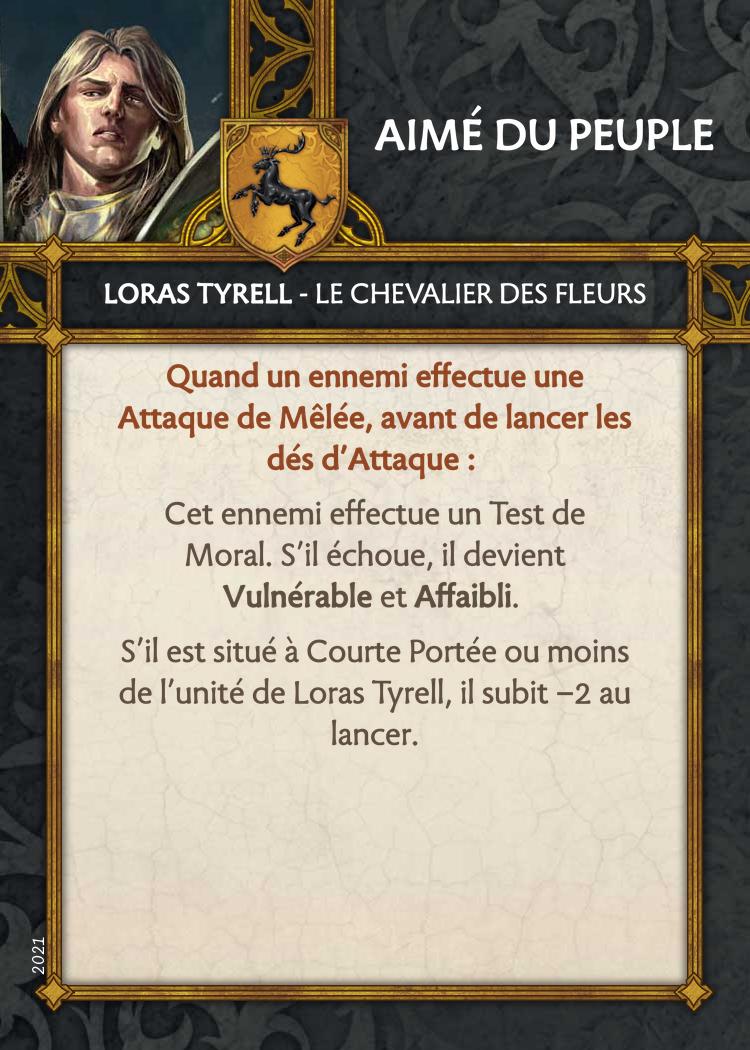 AIMÉ DU PEUPLE
LORAS TYRELL - LE CHEVALIER DES FLEURS
Quand un ennemi effectue une
Attaque de Mêlée, avant de lancer les
dés d’Attaque :
Cet ennemi effectue un Test de
Moral. S’il échoue, il devient
Vulnérable et Affaibli.
S’il est situé à Courte Portée ou moins
de l’unité de Loras Tyrell, il subit –2 au
lancer.
2021